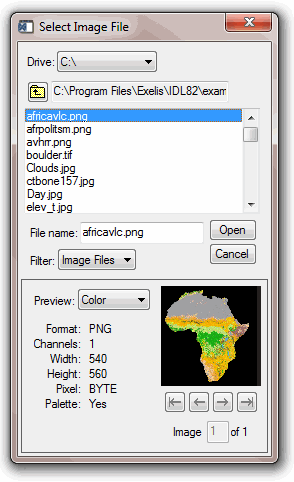 Select Image File
Drive: C:\
C:\Program Files\Exelis\IDL82\exam
africavlc.png
afrpolitsm.png
avhrr.png
boulder.tif
Clouds.jpg
ctbone157.jpg
Day.jpg
elev_t.jpg
File name: africavlc.png Open
Filter: Image Files Cancel
Preview: Color
Format: PNG
Channels: 1
Width: 540
Height: 560
Pixel: BYTE
Palette: Yes
Image 1 of 1